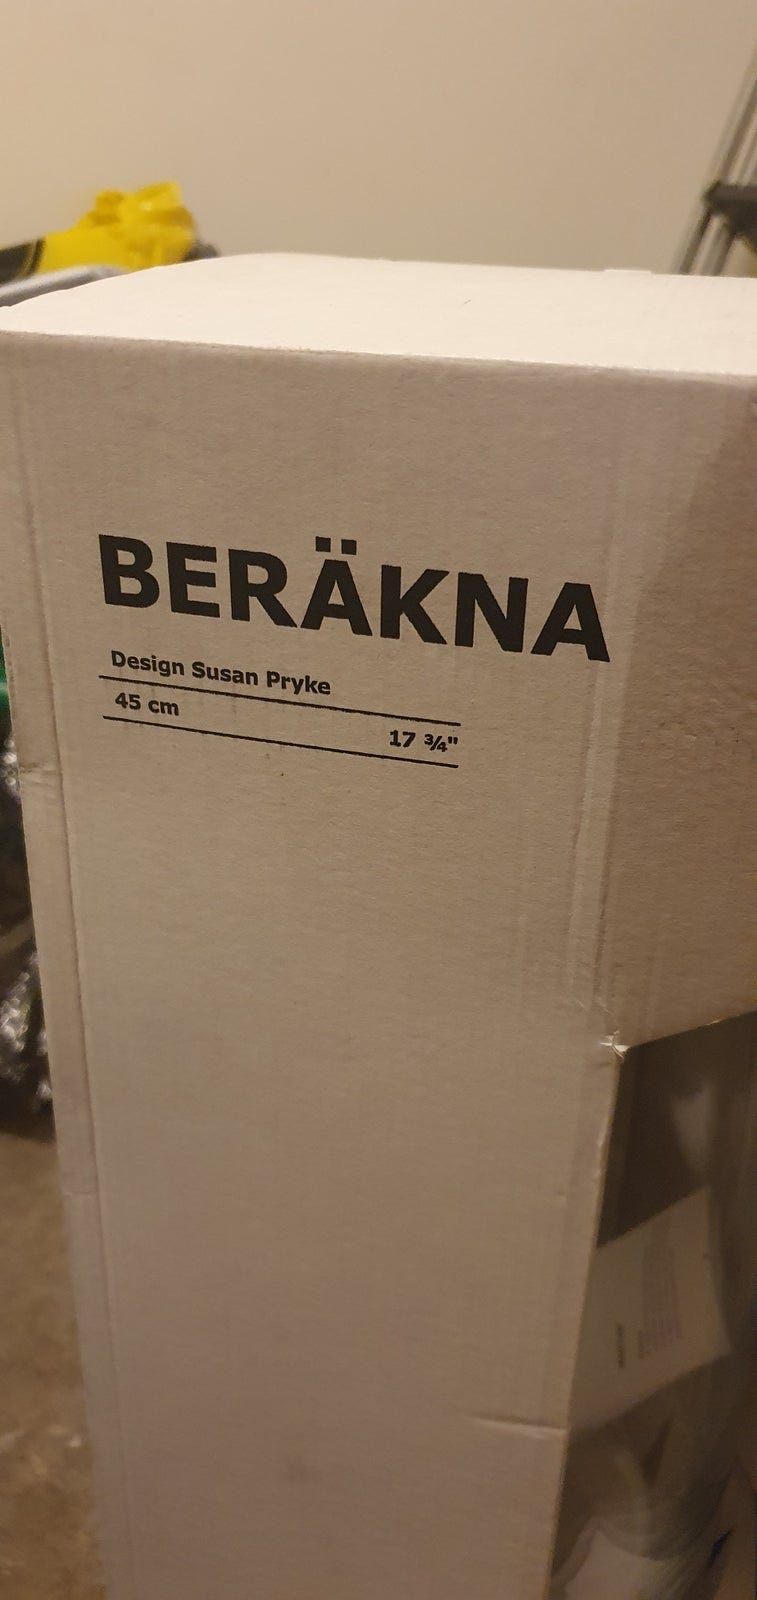 BERÄKNA
Design Susan Pryke
45 cm
17 ¾"